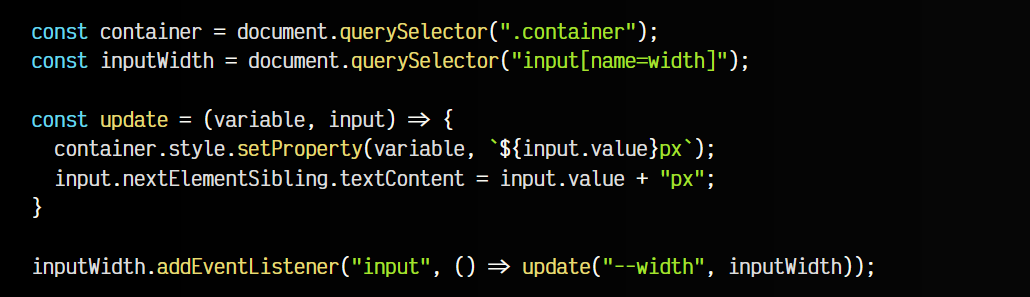 const container = document.querySelector(".container");
const inputWidth = document.querySelector("input[name=width]");
const update = (variable, input) => {
  container.style.setProperty(variable, `${input.value}px`);
  input.nextElementSibling.textContent = input.value + "px";
}
inputWidth.addEventListener("input", () => update("--width", inputWidth));